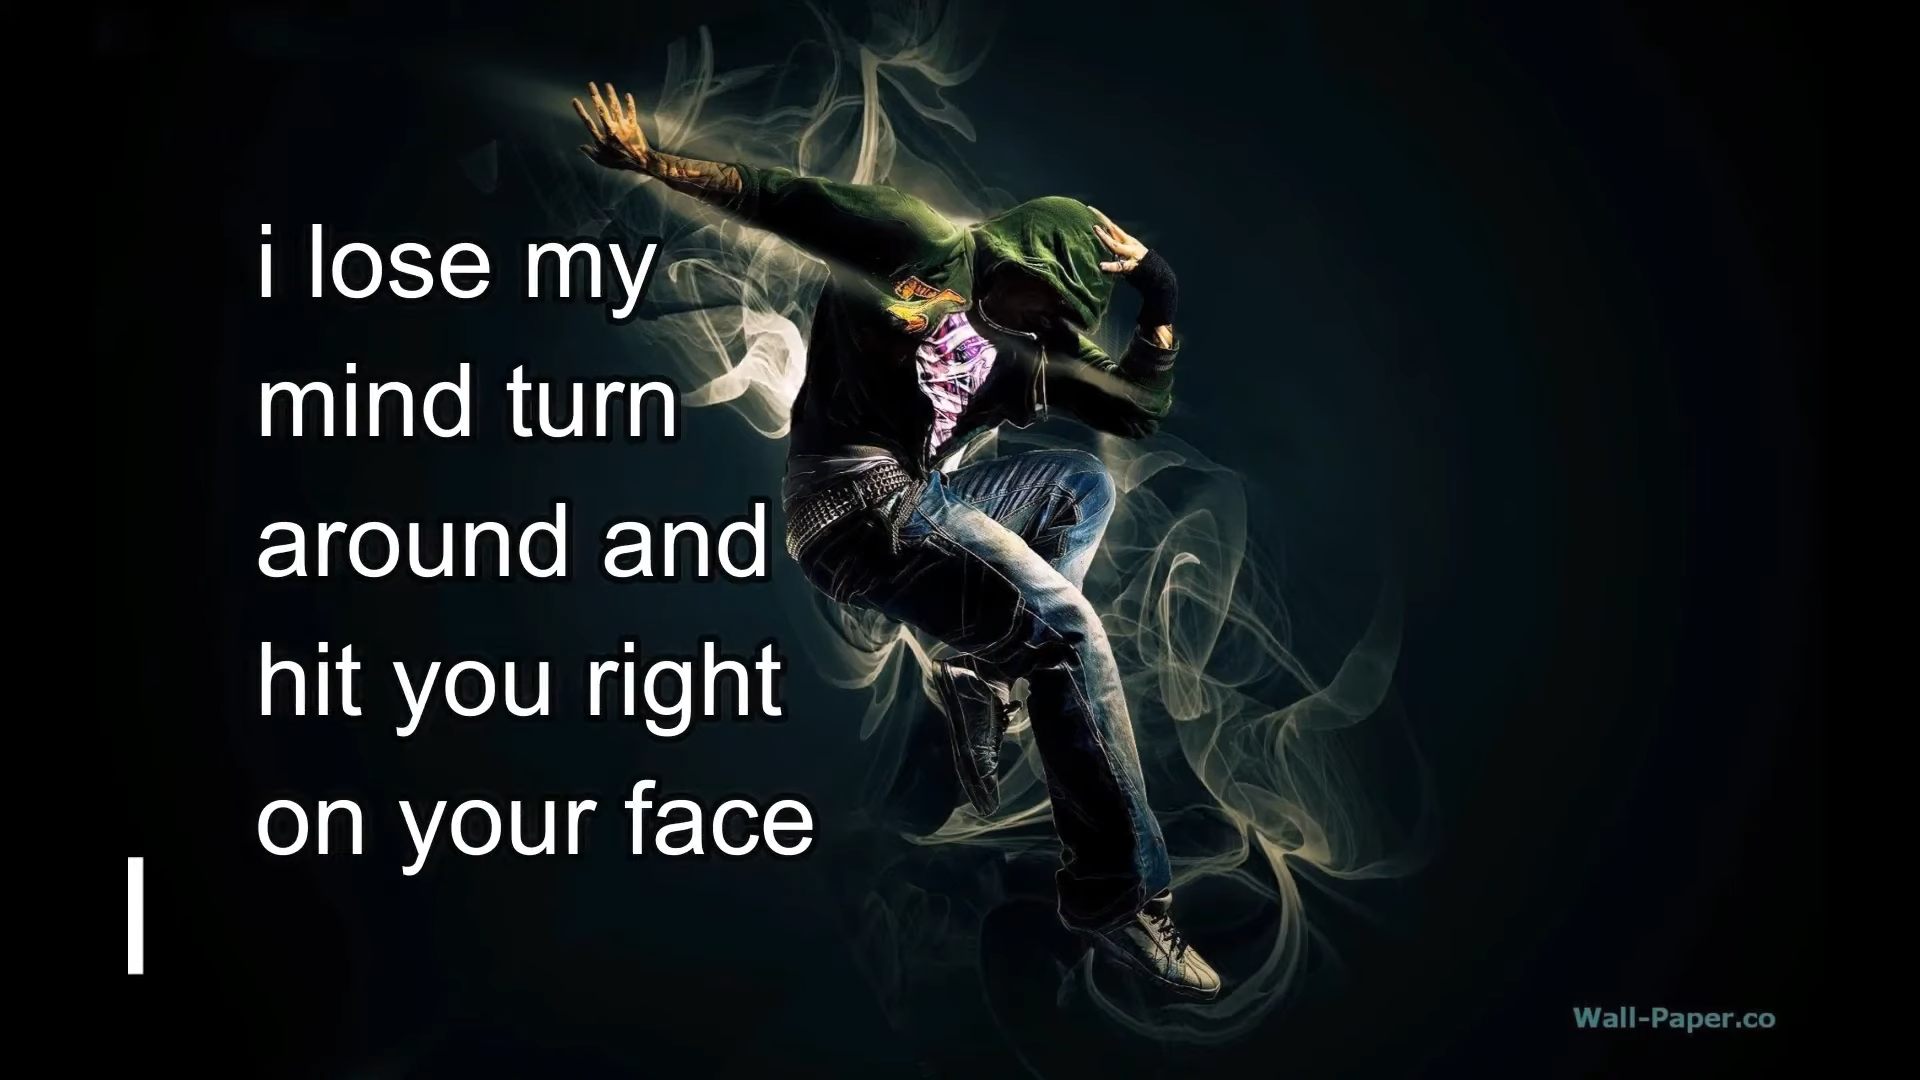 i lose my
mind turn
around and
hit you right
on your face
Wall-Paper.co